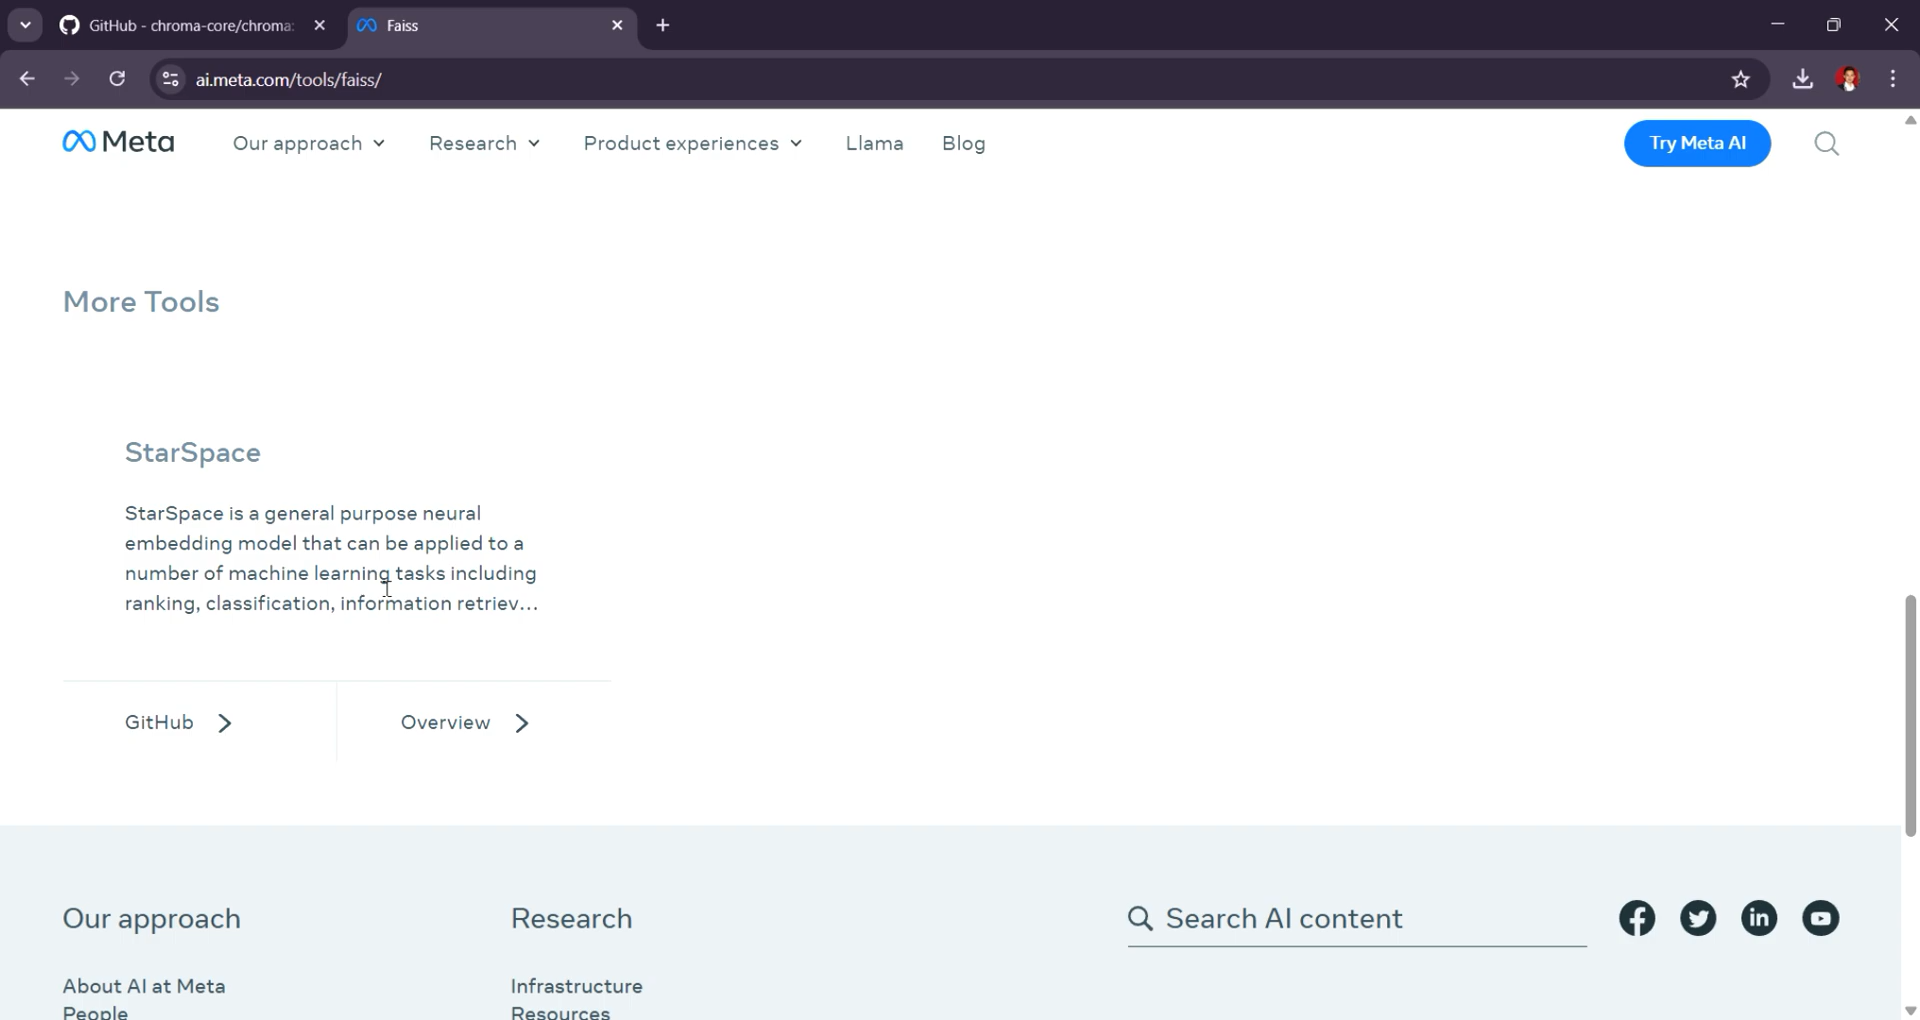 GitHub - chroma-core/chroma:
Faiss
ai.meta.com/tools/faiss/
Meta
Our approach
Research
Product experiences
Llama
Blog
Try Meta AI
More Tools
StarSpace
StarSpace is a general purpose neural
embedding model that can be applied to a
number of machine learning tasks including
ranking, classification, information retriev...
GitHub
Overview
Our approach
Research
Search AI content
About AI at Meta
Infrastructure
People
Resources